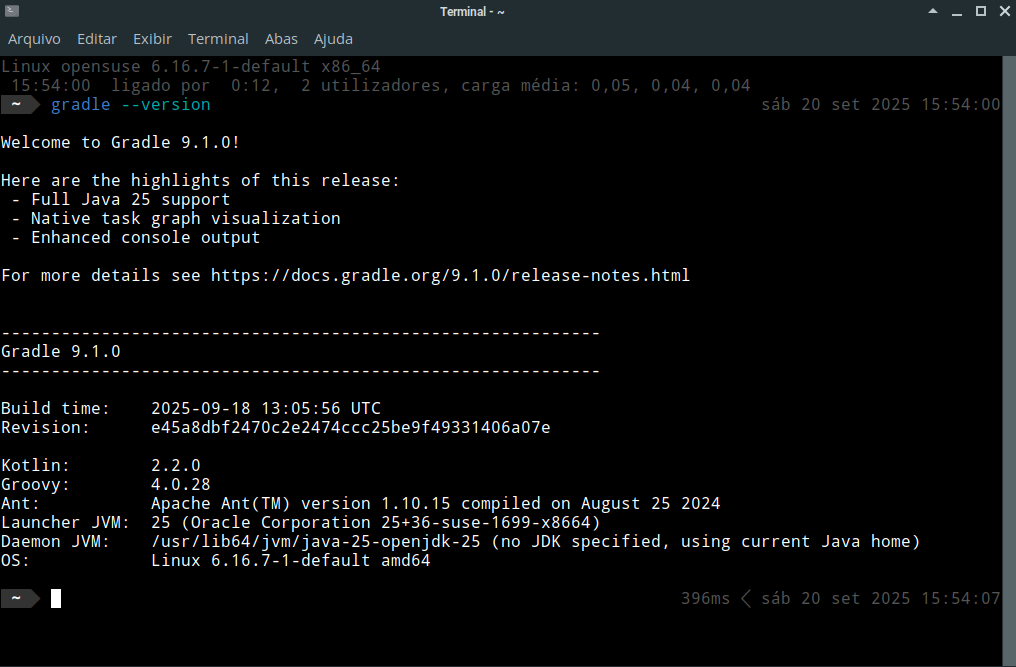 Terminal - ~
Arquivo Editar Exibir Terminal Abas Ajuda
Linux opensuse 6.16.7-1-default x86_64
15:54:00 ligado por 0:12, 2 utilizadores, carga média: 0,05, 0,04, 0,04
~ gradle --version sáb 20 set 2025 15:54:00
Welcome to Gradle 9.1.0!
Here are the highlights of this release:
- Full Java 25 support
- Native task graph visualization
- Enhanced console output
For more details see https://docs.gradle.org/9.1.0/release-notes.html
------------------------------------------------------------
Gradle 9.1.0
------------------------------------------------------------
Build time: 2025-09-18 13:05:56 UTC
Revision: e45a8dbf2470c2e2474ccc25be9f49331406a07e
Kotlin: 2.2.0
Groovy: 4.0.28
Ant: Apache Ant(TM) version 1.10.15 compiled on August 25 2024
Launcher JVM: 25 (Oracle Corporation 25+36-suse-1699-x8664)
Daemon JVM: /usr/lib64/jvm/java-25-openjdk-25 (no JDK specified, using current Java home)
OS: Linux 6.16.7-1-default amd64
~ 396ms < sáb 20 set 2025 15:54:07